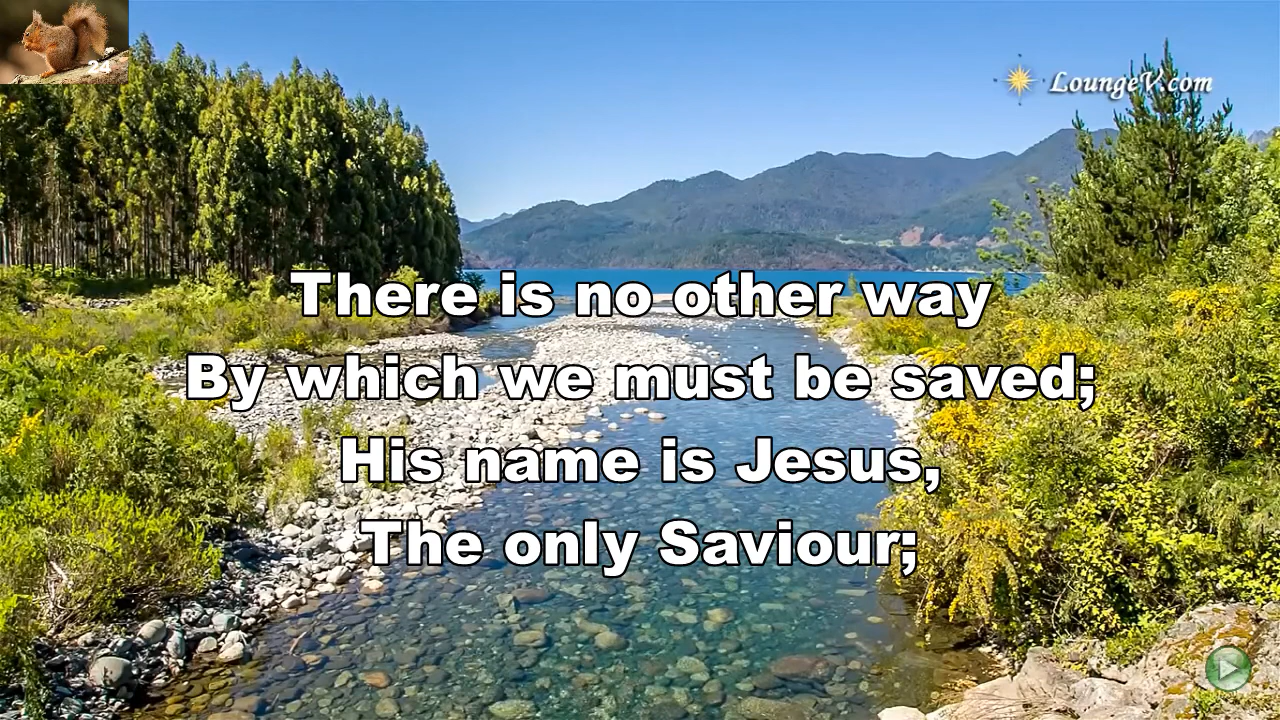 24
LoungeV.com
There is no other way
By which we must be saved;
His name is Jesus,
The only Saviour;